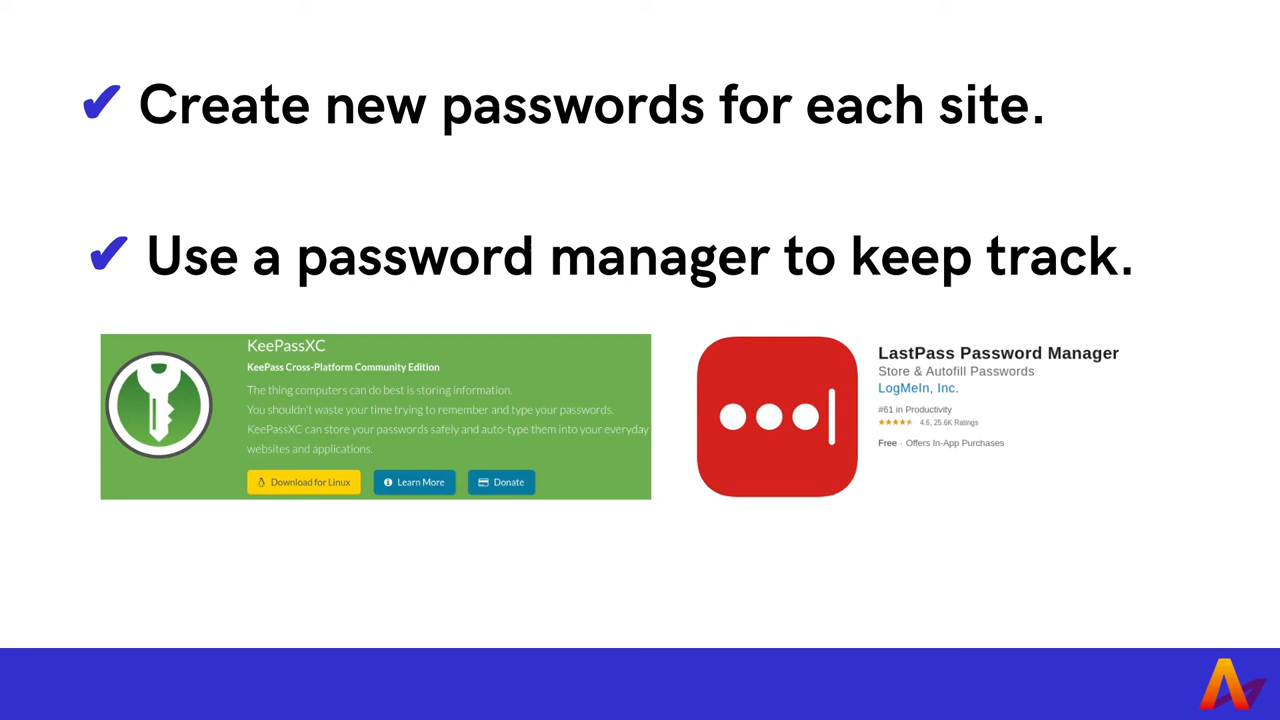 ✔ Create new passwords for each site.
✔ Use a password manager to keep track.
KeePassXC
KeePass Cross-Platform Community Edition
The thing computers can do best is storing information.
You shouldn't waste your time trying to remember and type your passwords.
KeePassXC can store your passwords safely and auto-type them into your everyday
websites and applications.
Download for Linux
Learn More
Donate
LastPass Password Manager
Store & Autofill Passwords
LogMeIn, Inc.
#61 in Productivity
★★★★★ 4.6, 25.6K Ratings
Free · Offers In-App Purchases